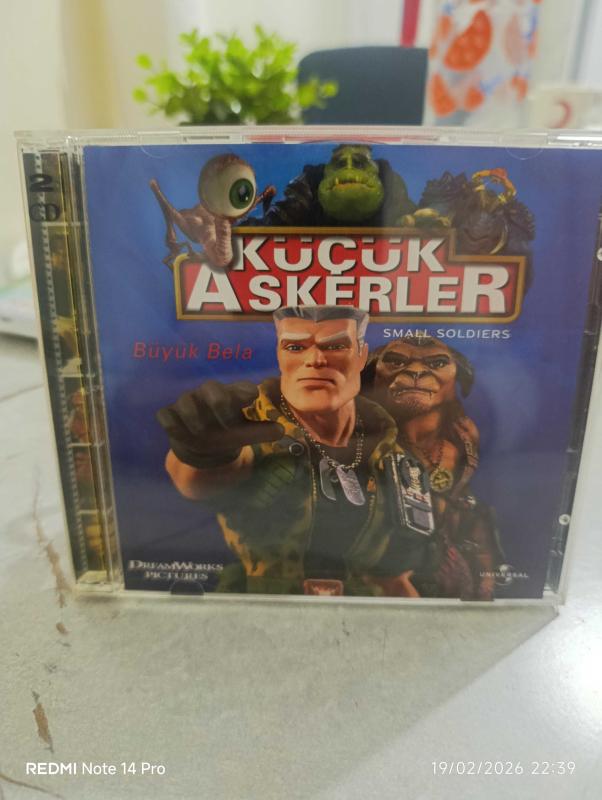 2
CD
KÜÇÜK
ASKERLER
SMALL SOLDIERS
Büyük Bela
DREAMWORKS
PICTURES
UNIVERSAL
REDMI Note 14 Pro
19/02/2026 22:39